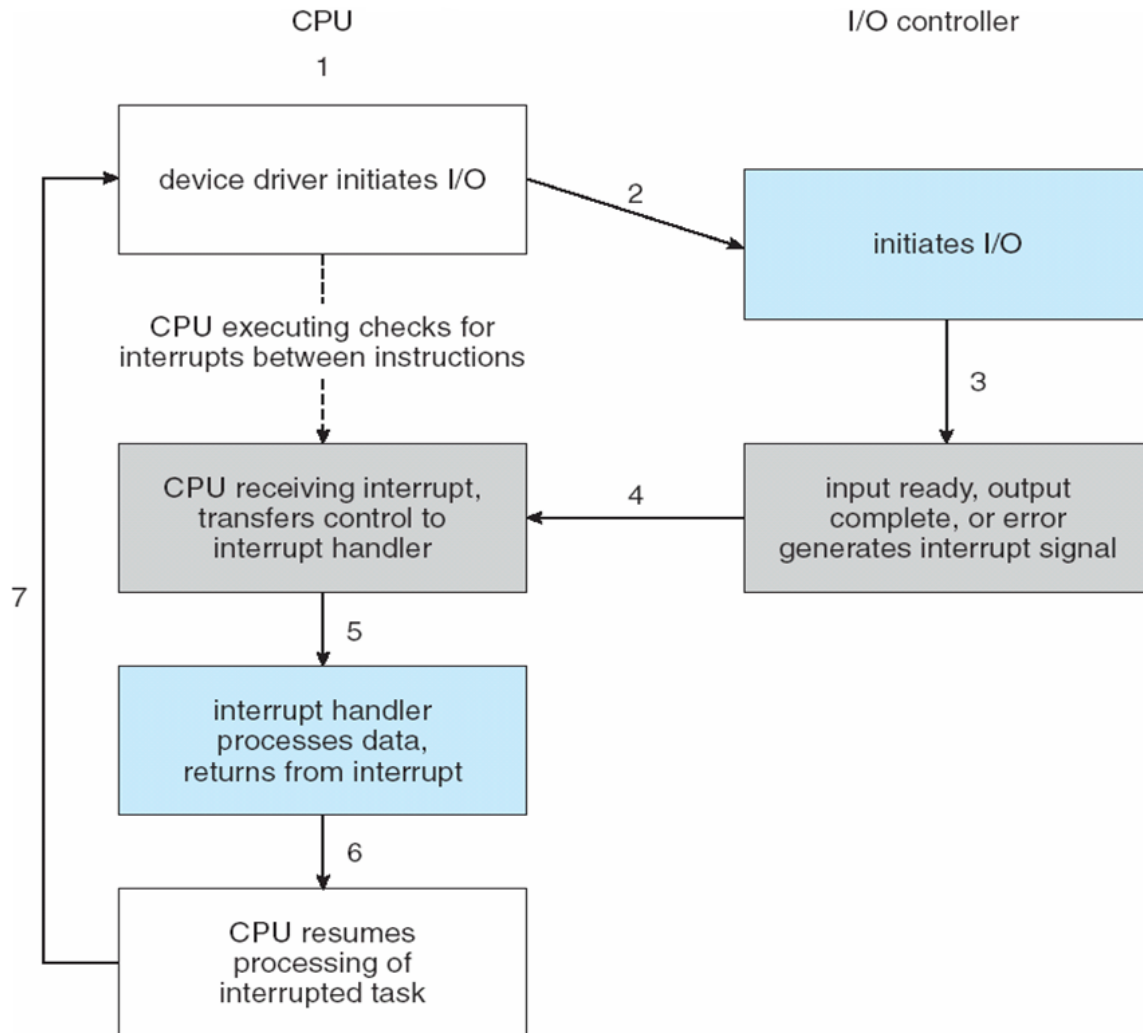 CPU
I/O controller
1
device driver initiates I/O
2
initiates I/O
CPU executing checks for
interrupts between instructions
3
CPU receiving interrupt,
transfers control to
interrupt handler
4
input ready, output
complete, or error
generates interrupt signal
7
5
interrupt handler
processes data,
returns from interrupt
6
CPU resumes
processing of
interrupted task